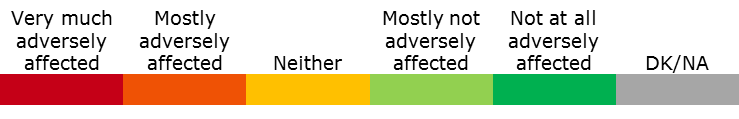 Very much adversely affected
Mostly adversely affected
Neither
Mostly not adversely affected
Not at all adversely affected
DK/NA